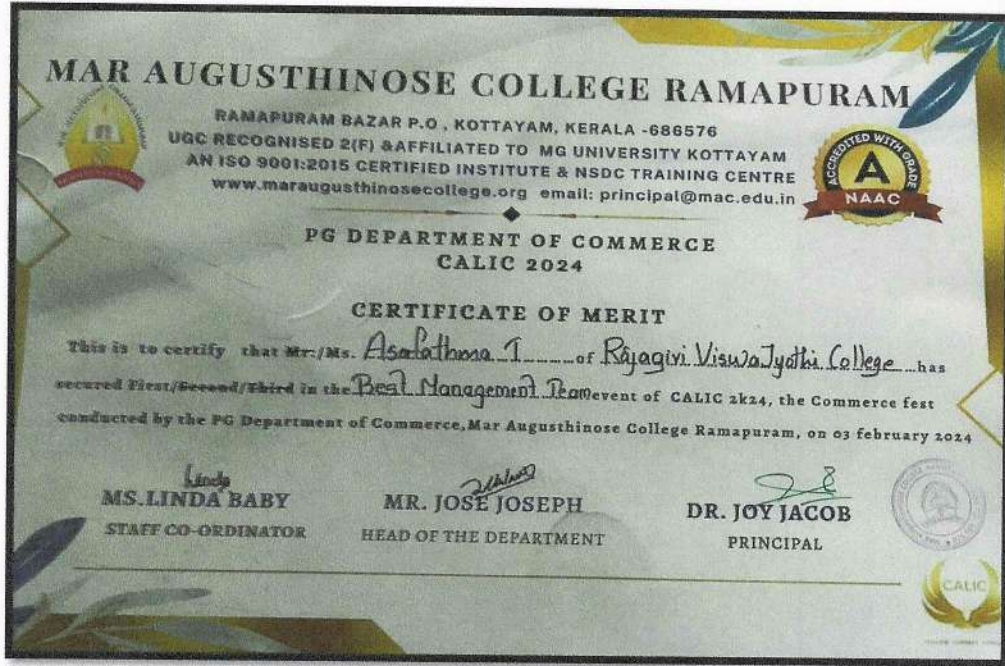 MAR AUGUSTHINOSE COLLEGE RAMAPURAM
RAMAPURAM BAZAR P.O , KOTTAYAM, KERALA -686576
UGC RECOGNISED 2(F) &AFFILIATED TO MG UNIVERSITY KOTTAYAM
AN ISO 9001:2015 CERTIFIED INSTITUTE & NSDC TRAINING CENTRE
www.maraugusthinosecollege.org email: principal@mac.edu.in
ACCREDITED WITH GRADE
A
NAAC
PG DEPARTMENT OF COMMERCE
CALIC 2024
CERTIFICATE OF MERIT
This is to certify that Mr:/Ms. Asalathma T of Rajagiri Viswa Jyothi College has
secured First/Second/Third in the Best Management Team event of CALIC 2k24, the Commerce fest
conducted by the PG Department of Commerce,Mar Augusthinose College Ramapuram, on 03 february 2024
Linda
MS.LINDA BABY
STAFF CO-ORDINATOR
MR. JOSE JOSEPH
HEAD OF THE DEPARTMENT
DR. JOY JACOB
PRINCIPAL
CALIC